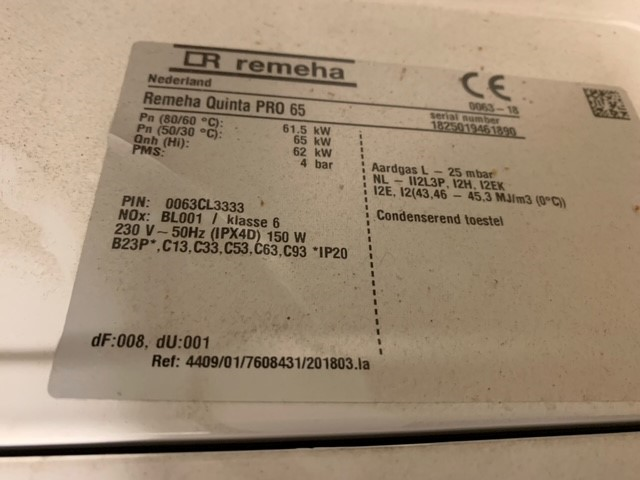 remeha
Nederland
0063-18
Remeha Quinta PRO 65
serial number
1825019461890
Pn (80/60 °C): 61.5 kW
Pn (50/30°C): 65 kW
Qnh (Hi): 62 kW
PMS: 4 bar
Aardgas L - 25 mbar
NL - II2L3P, I2H, I2EK
I2E, I2(43,46 - 45.3 MJ/m3 (0°C))
Condenserend toestel
PIN: 0063CL3333
NOx: BL001 / klasse 6
230 V ~ 50Hz (IPX4D) 150 W
B23P*,C13,C33,C53,C63,C93 *IP20
dF:008, dU:001
Ref: 4409/01/7608431/201803.la